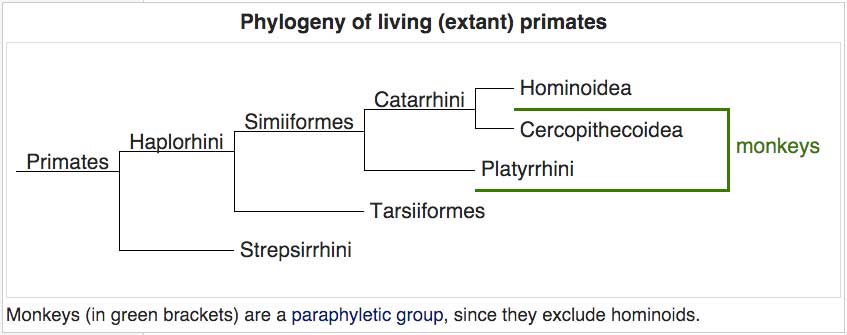 Phylogeny of living (extant) primates
Hominoidea
Catarrhini
Simiiformes
Cercopithecoidea
Haplorhini
monkeys
Primates
Platyrrhini
Tarsiiformes
Strepsirrhini
Monkeys (in green brackets) are a paraphyletic group, since they exclude hominoids.